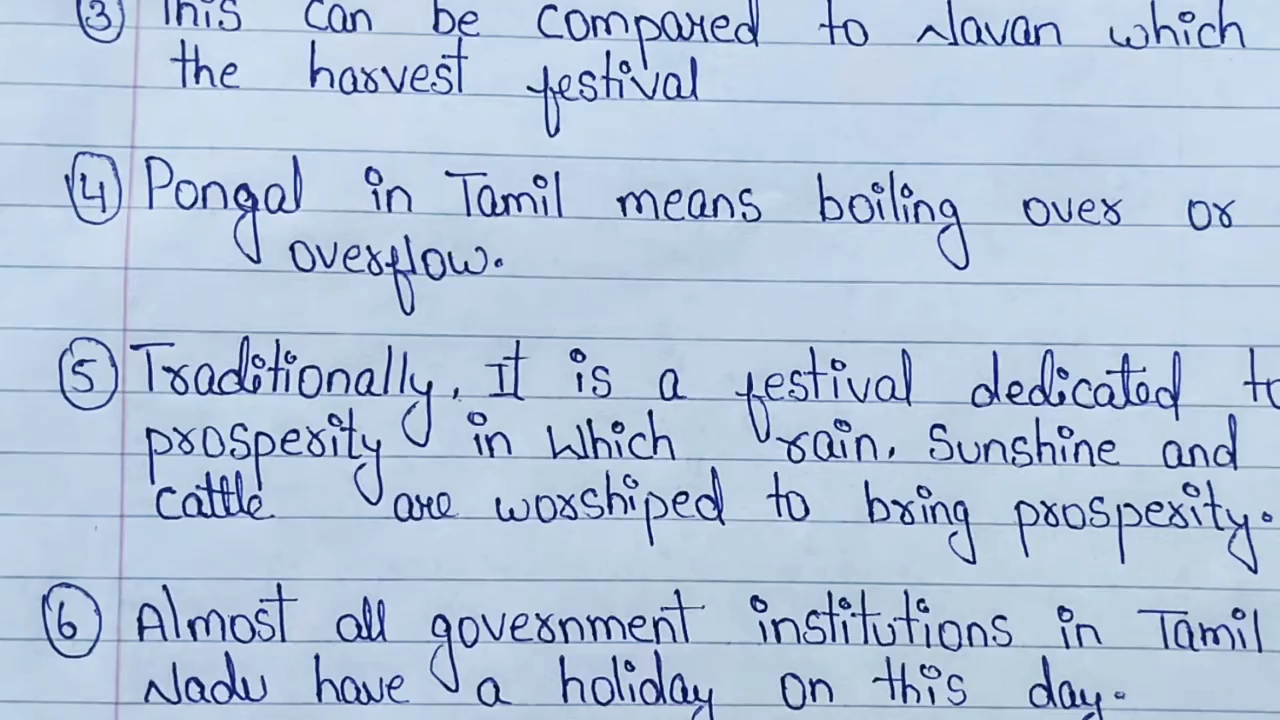 ③ This can be compared to Navan which
the harvest festival
④ Pongal in Tamil means boiling over or
overflow.
⑤ Traditionally, It is a festival dedicated to
prosperity in which rain, Sunshine and
cattle are worshiped to bring prosperity.
⑥ Almost all government institutions in Tamil
Nadu have a holiday on this day.